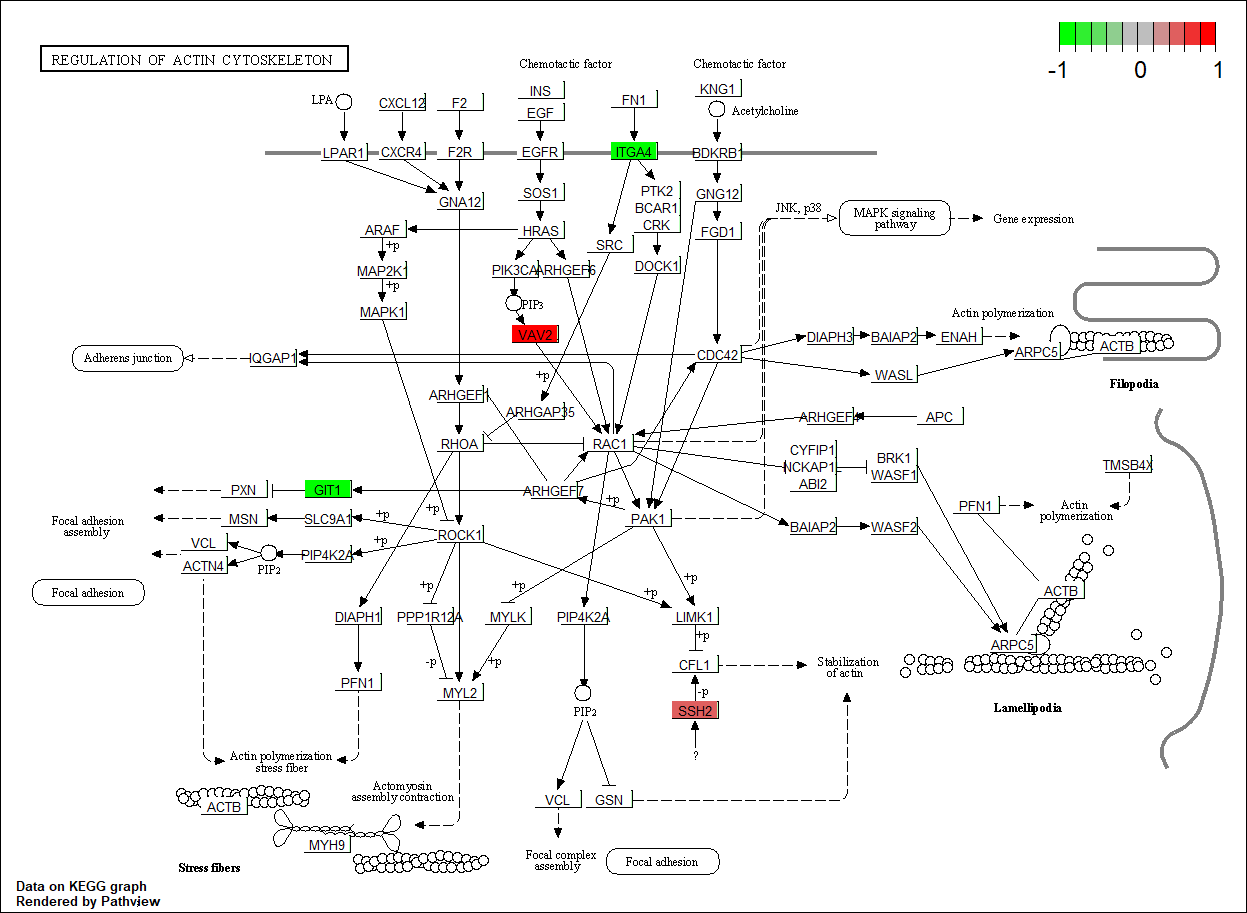 REGULATION OF ACTIN CYTOSKELETON
-1 0 1
Chemotactic factor
Chemotactic factor
LPA
CXCL12
F2
INS
EGF
FN1
KNG1
Acetylcholine
LPAR1
CXCR4
F2R
EGFR
ITGA4
BDKRB1
GNA12
SOS1
PTK2
BCAR1
CRK
GNG12
JNK, p38
MAPK signaling
pathway
Gene expression
ARAF
HRAS
SRC
FGD1
+p
MAP2K1
PIK3CA
ARHGEF6
DOCK1
+p
MAPK1
PIP3
VAV2
Actin polymerization
DIAPH3
BAIAP2
ENAH
ARPC5
ACTB
Adherens junction
IQGAP1
CDC42
WASL
Filopodia
+p
ARHGEF1
ARHGAP35
ARHGEF4
APC
RHOA
RAC1
CYFIP1
NCKAP1
ABI2
BRK1
WASF1
TMSB4X
PXN
GIT1
ARHGEF7
+p
PFN1
Actin
polymerization
Focal adhesion
assembly
MSN
SLC9A1
+p
+p
PAK1
BAIAP2
WASF2
ROCK1
VCL
ACTN4
PIP2
PIP4K2A
+p
Focal adhesion
+p
+p
+p
+p
ACTB
DIAPH1
PPP1R12A
MYLK
PIP4K2A
LIMK1
+p
ARPC5
-p
+p
CFL1
Stabilization
of actin
PFN1
MYL2
-p
PIP2
SSH2
Lamellipodia
?
Actin polymerization
stress fiber
Actomyosin
assembly contraction
ACTB
VCL
GSN
MYH9
Stress fibers
Focal complex
assembly
Focal adhesion
Data on KEGG graph
Rendered by Pathview